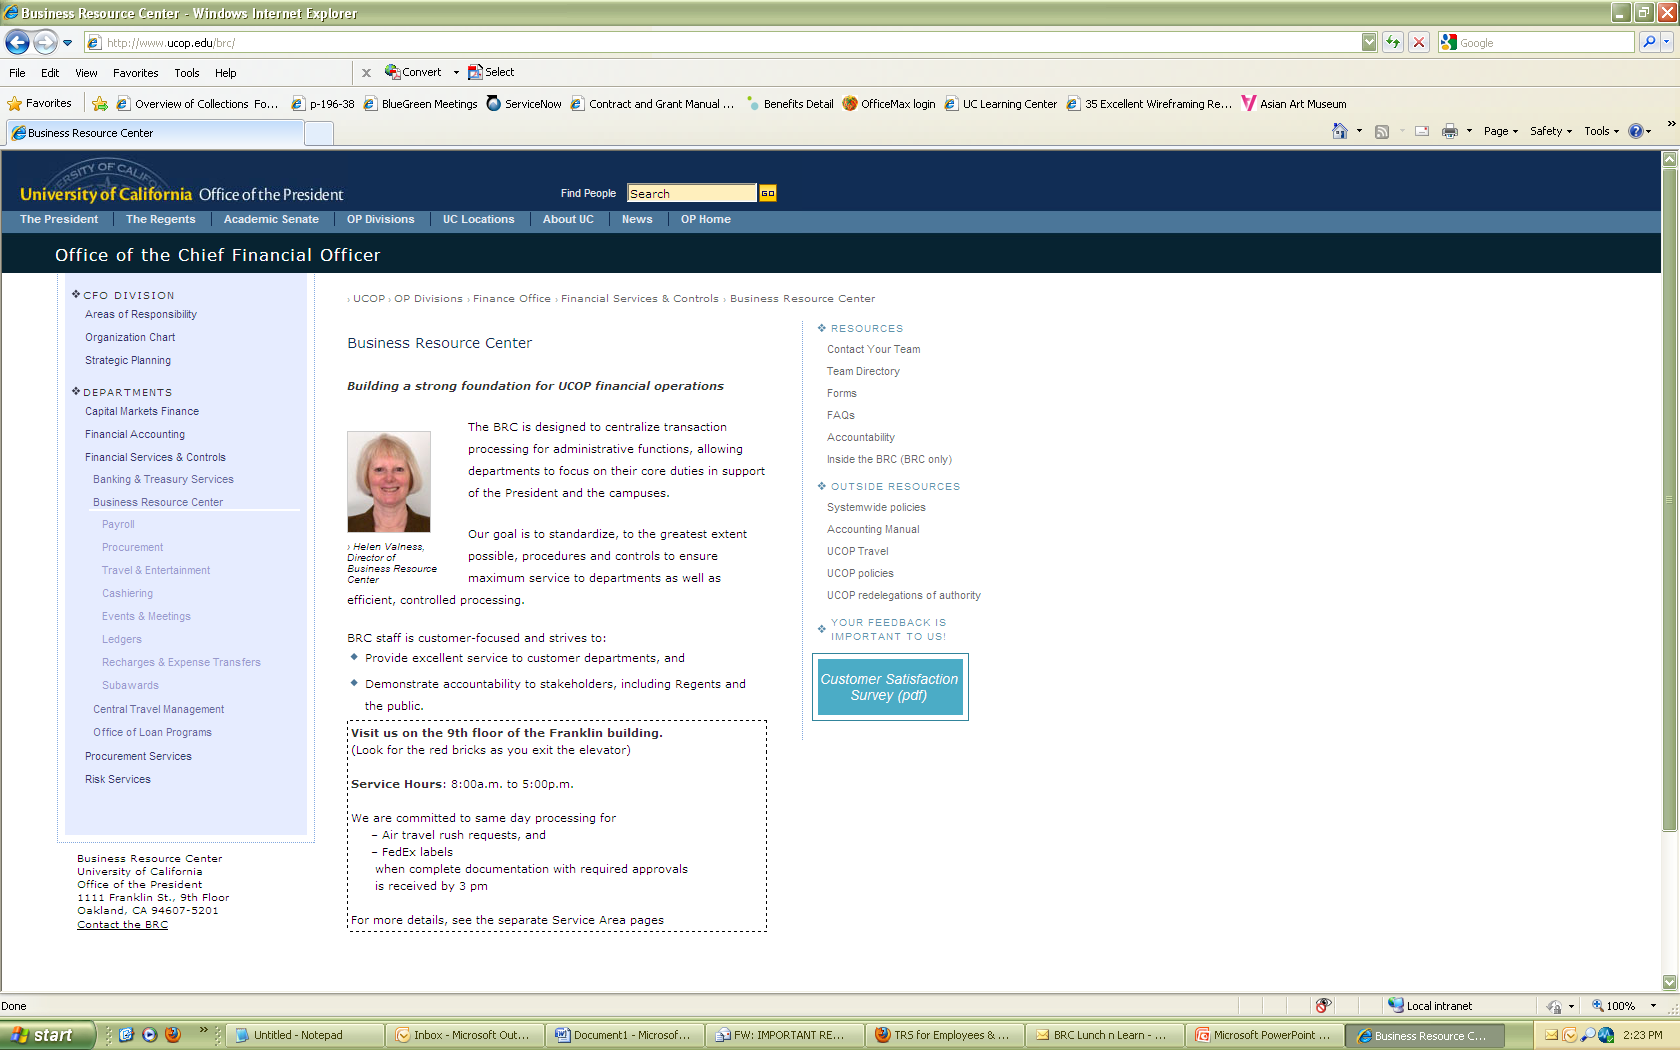 Business Resource Center - Windows Internet Explorer
http://www.ucop.edu/brc/
Google
File Edit View Favorites Tools Help
x Convert Select
Favorites Overview of Collections Fo... p-196-38 BlueGreen Meetings ServiceNow Contract and Grant Manual ... Benefits Detail OfficeMax login UC Learning Center 35 Excellent Wireframing Re... Asian Art Museum
Business Resource Center
Page Safety Tools
University of California Office of the President
Find People Search GO
The President The Regents Academic Senate OP Divisions UC Locations About UC News OP Home
Office of the Chief Financial Officer
CFO DIVISION
Areas of Responsibility
Organization Chart
Strategic Planning
DEPARTMENTS
Capital Markets Finance
Financial Accounting
Financial Services & Controls
Banking & Treasury Services
Business Resource Center
Payroll
Procurement
Travel & Entertainment
Cashiering
Events & Meetings
Ledgers
Recharges & Expense Transfers
Subawards
Central Travel Management
Office of Loan Programs
Procurement Services
Risk Services
Business Resource Center
University of California
Office of the President
1111 Franklin St., 9th Floor
Oakland, CA 94607-5201
Contact the BRC
› UCOP › OP Divisions › Finance Office › Financial Services & Controls › Business Resource Center
Business Resource Center
Building a strong foundation for UCOP financial operations
The BRC is designed to centralize transaction
processing for administrative functions, allowing
departments to focus on their core duties in support
of the President and the campuses.
› Helen Valness,
Director of
Business Resource
Center
Our goal is to standardize, to the greatest extent
possible, procedures and controls to ensure
maximum service to departments as well as
efficient, controlled processing.
BRC staff is customer-focused and strives to:
Provide excellent service to customer departments, and
Demonstrate accountability to stakeholders, including Regents and
the public.
Visit us on the 9th floor of the Franklin building.
(Look for the red bricks as you exit the elevator)
Service Hours: 8:00a.m. to 5:00p.m.
We are committed to same day processing for
– Air travel rush requests, and
– FedEx labels
when complete documentation with required approvals
is received by 3 pm
For more details, see the separate Service Area pages
RESOURCES
Contact Your Team
Team Directory
Forms
FAQs
Accountability
Inside the BRC (BRC only)
OUTSIDE RESOURCES
Systemwide policies
Accounting Manual
UCOP Travel
UCOP policies
UCOP redelegations of authority
YOUR FEEDBACK IS
IMPORTANT TO US!
Customer Satisfaction
Survey (pdf)
Done
Local intranet
100%
start
Untitled - Notepad
Inbox - Microsoft Out...
Document1 - Microsof...
FW: IMPORTANT RE...
TRS for Employees & ...
BRC Lunch n Learn - ...
Microsoft PowerPoint ...
Business Resource C...
2:23 PM